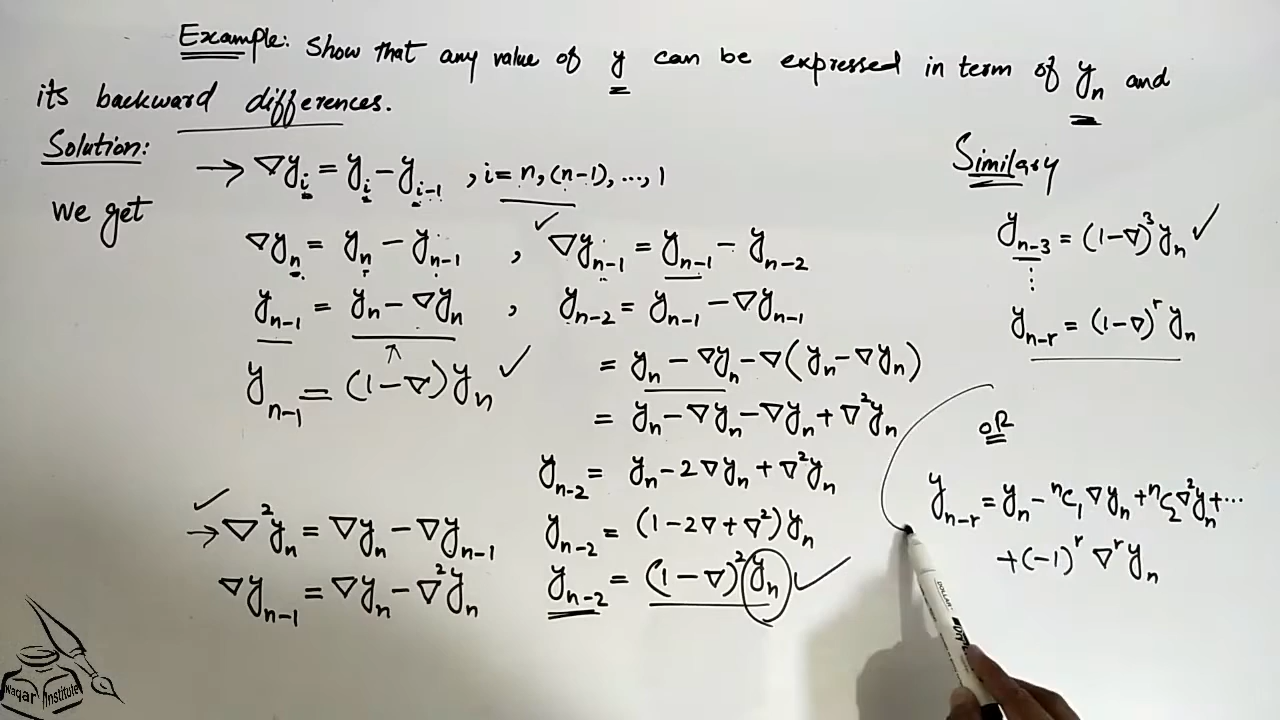 Example: Show that any value of y can be expressed in term of yₙ and
its backward differences.
Solution:
→ ∇yᵢ = yᵢ − yᵢ₋₁ , i = n, (n−1), ..., 1
We get
∇yₙ = yₙ − yₙ₋₁ , ✓ ∇yₙ₋₁ = yₙ₋₁ − yₙ₋₂
yₙ₋₁ = yₙ − ∇yₙ , yₙ₋₂ = yₙ₋₁ − ∇yₙ₋₁
↑
yₙ₋₁ = (1−∇)yₙ ✓
= yₙ − ∇yₙ − ∇(yₙ − ∇yₙ)
= yₙ − ∇yₙ − ∇yₙ + ∇²yₙ
yₙ₋₂ = yₙ − 2∇yₙ + ∇²yₙ
✓
→ ∇²yₙ = ∇yₙ − ∇yₙ₋₁
yₙ₋₂ = (1−2∇+∇²)yₙ
∇yₙ₋₁ = ∇yₙ − ∇²yₙ
yₙ₋₂ = (1−∇)²yₙ ✓
Similary
yₙ₋₃ = (1−∇)³yₙ ✓
⋮
yₙ₋ᵣ = (1−∇)ʳyₙ
OR
yₙ₋ᵣ = yₙ − ⁿC₁∇yₙ + ⁿC₂∇²yₙ + ...
+ (−1)ʳ ∇ʳyₙ
DOLLAR
Waqar Institute